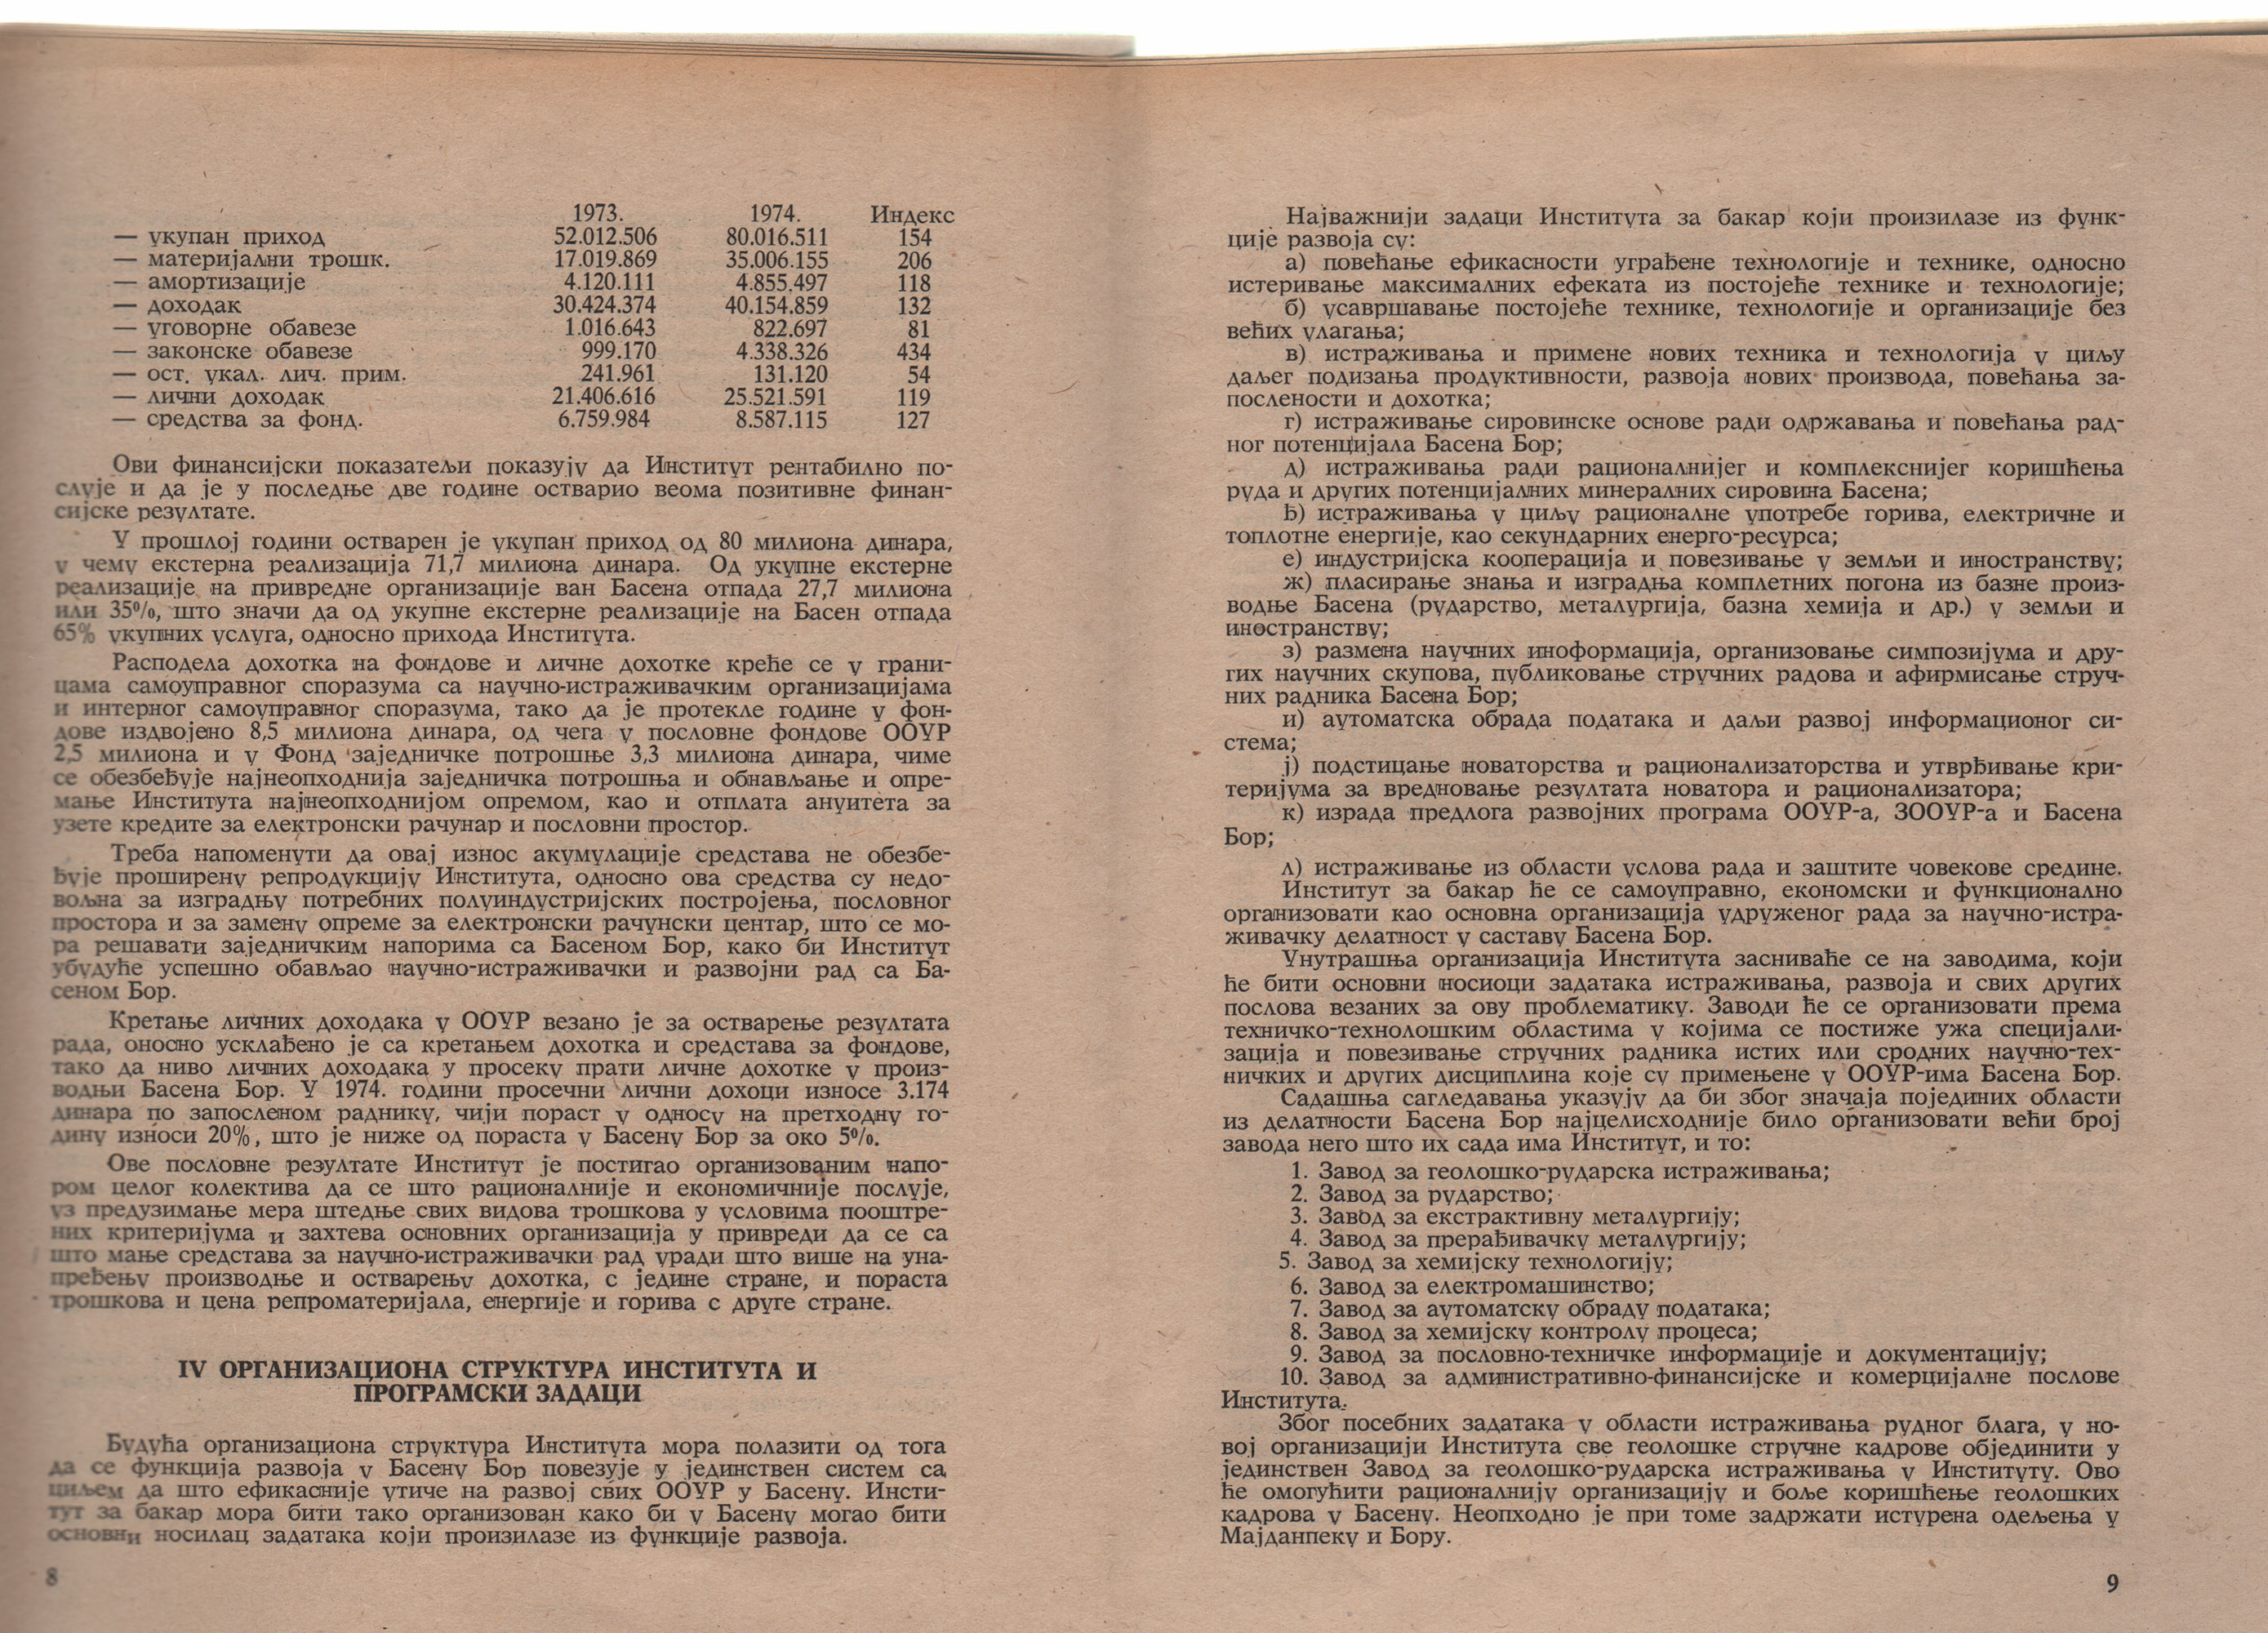 1973. 1974. Индекс
— укупан приход 52.012.506 80.016.511 154
— материјални трошк. 17.019.869 35.006.155 206
— амортизације 4.120.111 4.855.497 118
— доходак 30.424.374 40.154.859 132
— уговорне обавезе 1.016.643 822.697 81
— законске обавезе 999.170 4.338.326 434
— ост. укал. лич. прим. 241.961 131.120 54
— лични доходак 21.406.616 25.521.591 119
— средства за фонд. 6.759.984 8.587.115 127
Ови финансијски показатељи показују да Институт рентабилно по-
слује и да је у последње две године остварио веома позитивне финан-
сијске резултате.
У прошлој години остварен је укупан приход од 80 милиона динара,
у чему екстерна реализација 71,7 милиона динара. Од укупне екстерне
реализације на привредне организације ван Басена отпада 27,7 милиона
или 35%, што значи да од укупне екстерне реализације на Басен отпада
65% укупних услуга, односно прихода Института.
Расподела дохотка на фондове и личне дохотке креће се у грани-
цама самоуправног споразума са научно-истраживачким организацијама
и интерног самоуправног споразума, тако да је протекле године у фон-
дове издвојено 8,5 милиона динара, од чега у пословне фондове ООУР
2,5 милиона и у Фонд заједничке потрошње 3,3 милиона динара, чиме
се обезбеђује најнеопходнија заједничка потрошња и обнављање и опре-
мање Института најнеопходнијом опремом, као и отплата ануитета за
узете кредите за електронски рачунар и пословни простор.
Треба напоменути да овај износ акумулације средстава не обезбе-
ђује проширену репродукцију Института, односно ова средства су недо-
вољна за изградњу потребних полуиндустријских постројења, пословног
простора и за замену опреме за електронски рачунски центар, што се мо-
ра решавати заједничким напорима са Басеном Бор, како би Институт
убудуће успешно обављао научно-истраживачки и развојни рад са Ба-
сеном Бор.
Кретање личних доходака у ООУР везано је за остварење резултата
рада, оносно усклађено је са кретањем дохотка и средстава за фондове,
тако да ниво личних доходака у просеку прати личне дохотке у произ-
водњи Басена Бор. У 1974. години просечни лични дохоци износе 3.174
динара по запосленом раднику, чији пораст у односу на претходну го-
дину износи 20%, што је ниже од пораста у Басену Бор за око 5%.
Ове пословне резултате Институт је постигао организованим напо-
ром целог колектива да се што рационалније и економичније послује,
уз предузимање мера штедње свих видова трошкова у условима пооштре-
них критеријума и захтева основних организација у привреди да се са
што мање средстава за научно-истраживачки рад уради што више на уна-
пређењу производње и остварењу дохотка, с једине стране, и пораста
трошкова и цена репроматеријала, енергије и горива с друге стране.
IV ОРГАНИЗАЦИОНА СТРУКТУРА ИНСТИТУТА И
ПРОГРАМСКИ ЗАДАЦИ
Будућа организациона структура Института мора полазити од тога
да се функција развоја у Басену Бор повезује у јединствен систем са
циљем да што ефикасније утиче на развој свих ООУР у Басену. Инсти-
тут за бакар мора бити тако организован како би у Басену могао бити
основни носилац задатака који произилазе из функције развоја.
8
Најважнији задаци Института за бакар који произилазе из функ-
ције развоја су:
а) повећање ефикасности уграђене технологије и технике, односно
истеривање максималних ефеката из постојеће технике и технологије;
б) усавршавање постојеће технике, технологије и организације без
већих улагања;
в) истраживања и примене нових техника и технологија у циљу
даљег подизања продуктивности, развоја нових производа, повећања за-
послености и дохотка;
г) истраживање сировинске основе ради одржавања и повећања рад-
ног потенцијала Басена Бор;
д) истраживања ради рационалнијег и комплекснијег коришћења
руда и других потенцијалних минералних сировина Басена;
ђ) истраживања у циљу рационалне употребе горива, електричне и
топлотне енергије, као секундарних енерго-ресурса;
е) индустријска кооперација и повезивање у земљи и иностранству;
ж) пласирање знања и изградња комплетних погона из базне произ-
водње Басена (рударство, металургија, базна хемија и др.) у земљи и
иностранству;
з) размена научних иноформација, организовање симпозијума и дру-
гих научних скупова, публиковање стручних радова и афирмисање струч-
них радника Басена Бор;
и) аутоматска обрада података и даљи развој информационог си-
стема;
ј) подстицање новаторства и рационализаторства и утврђивање кри-
теријума за вредновање резултата новатора и рационализатора;
к) израда предлога развојних програма ООУР-а, ЗООУР-а и Басена
Бор;
л) истраживање из области услова рада и заштите човекове средине.
Институт за бакар ће се самоуправно, економски и функционално
организовати као основна организација удруженог рада за научно-истра-
живачку делатност у саставу Басена Бор.
Унутрашња организација Института засниваће се на заводима, који
ће бити основни носиоци задатака истраживања, развоја и свих других
послова везаних за ову проблематику. Заводи ће се организовати према
техничко-технолошким областима у којима се постиже ужа специјали-
зација и повезивање стручних радника истих или сродних научно-тех-
ничких и других дисциплина које су примењене у ООУР-има Басена Бор.
Садашња сагледавања указују да би због значаја појединих области
из делатности Басена Бор најцелисходније било организовати већи број
завода него што их сада има Институт, и то:
1. Завод за геолошко-рударска истраживања;
2. Завод за рударство;
3. Завод за екстрактивну металургију;
4. Завод за прерађивачку металургију;
5. Завод за хемијску технологију;
6. Завод за електромашинство;
7. Завод за аутоматску обраду података;
8. Завод за хемијску контролу процеса;
9. Завод за пословно-техничке информације и документацију;
10. Завод за административно-финансијске и комерцијалне послове
Института.
Због посебних задатака у области истраживања рудног блага, у но-
вој организацији Института све геолошке стручне кадрове објединити у
јединствен Завод за геолошко-рударска истраживања у Институту. Ово
ће омогућити рационалнију организацију и боље коришћење геолошких
кадрова у Басену. Неопходно је при томе задржати истурена одељења у
Мајданпеку и Бору.
9